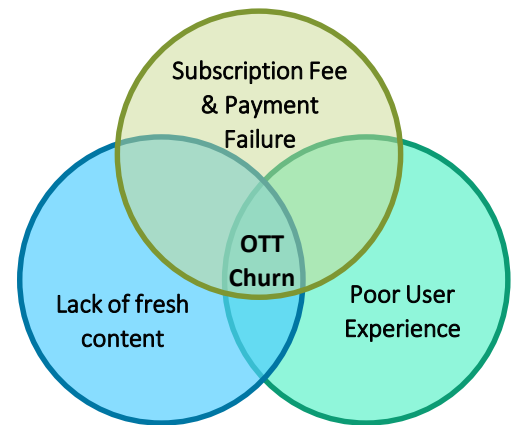 Subscription Fee
& Payment
Failure
OTT
Churn
Lack of fresh
content
Poor User
Experience